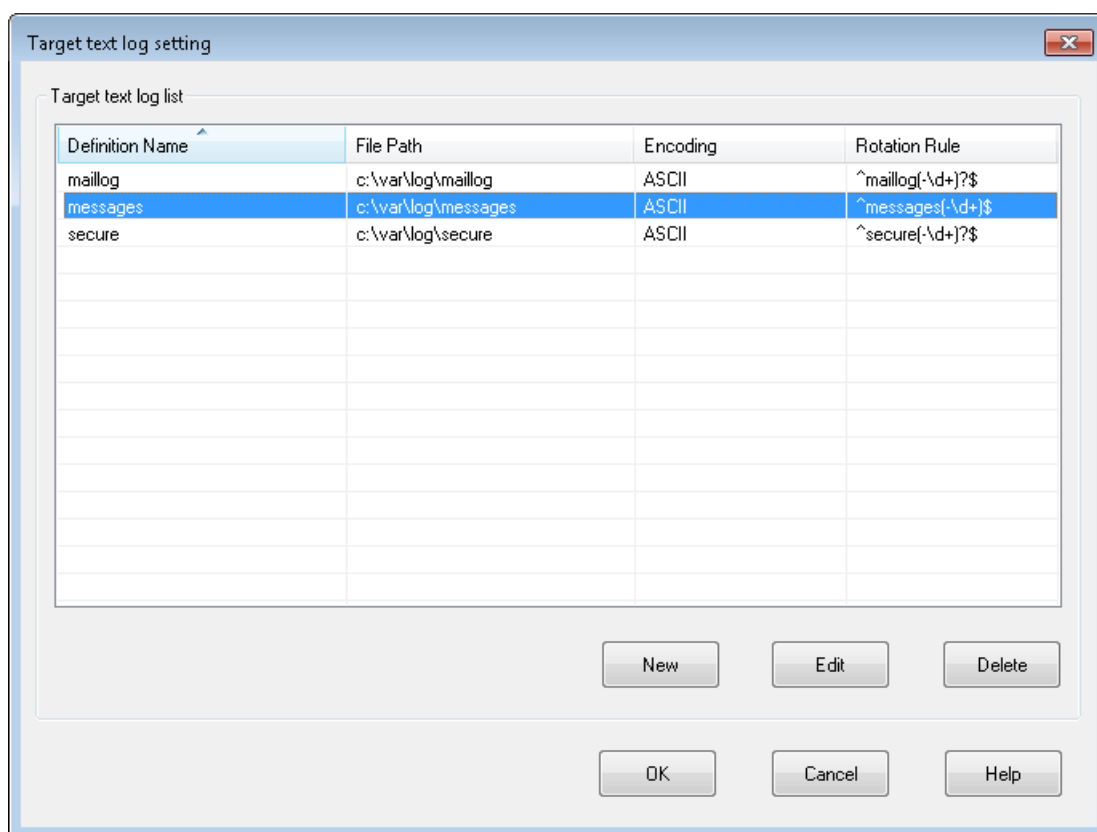 Target text log setting
Target text log list
Definition Name File Path Encoding Rotation Rule
maillog c:\var\log\maillog ASCII ^maillog(-\d+)?$
messages c:\var\log\messages ASCII ^messages(-\d+)$
secure c:\var\log\secure ASCII ^secure(-\d+)?$
New Edit Delete
OK Cancel Help